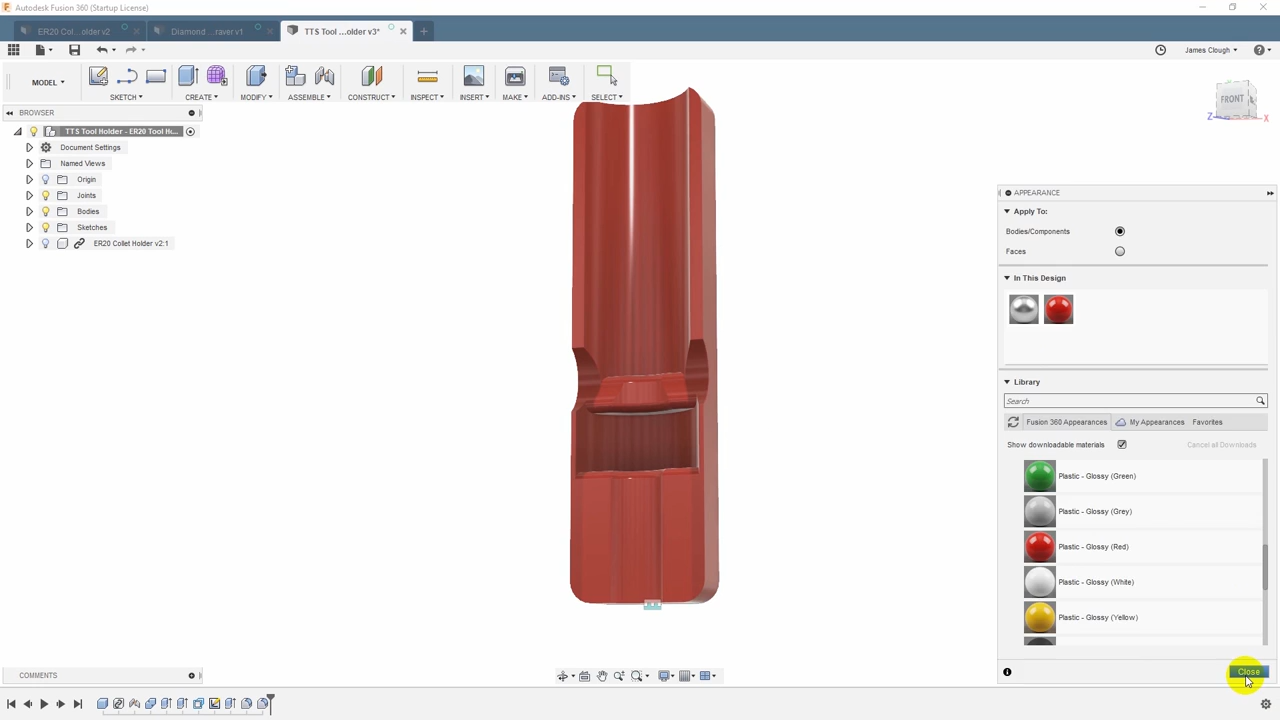 Autodesk Fusion 360 (Startup License)
ER20 Col...older v2
Diamond ...raver v1
TTS Tool ...older v3*
James Clough
MODEL
SKETCH
CREATE
MODIFY
ASSEMBLE
CONSTRUCT
INSPECT
INSERT
MAKE
ADD-INS
SELECT
BROWSER
FRONT
Z
X
TTS Tool Holder - ER20 Tool H...
Document Settings
Named Views
Origin
Joints
Bodies
Sketches
ER20 Collet Holder v2:1
APPEARANCE
Apply To:
Bodies/Components
Faces
In This Design
Library
Search
Fusion 360 Appearances My Appearances Favorites
Show downloadable materials Cancel all Downloads
Plastic - Glossy (Green)
Plastic - Glossy (Grey)
Plastic - Glossy (Red)
Plastic - Glossy (White)
Plastic - Glossy (Yellow)
Close
COMMENTS